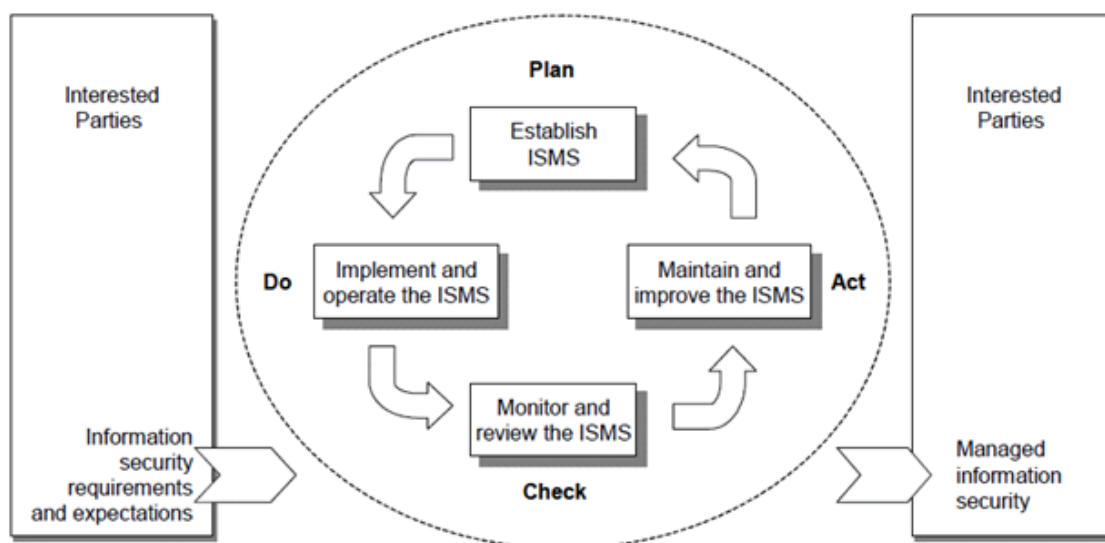 Interested
Parties
Information
security
requirements
and expectations
Plan
Establish
ISMS
Do
Implement and
operate the ISMS
Maintain and
improve the ISMS
Act
Monitor and
review the ISMS
Check
Interested
Parties
Managed
information
security